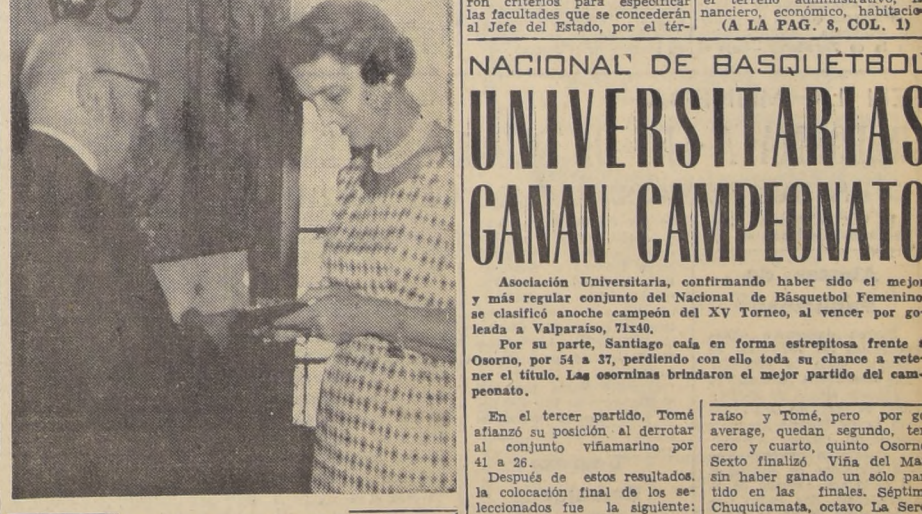 ron criterios para especificar
las facultades que se concederán
al Jefe del Estado, por el tér-
el terreno administrativo,
nanciero, económico,
(A LA PAG. 8, COL. 1)
NACIONAL DE BASQUETBOL
UNIVERSITARIAS
GANAN CAMPEONATO
Asociación Universitaria, confirmando haber sido el mejor
y más regular conjunto del Nacional de Básquetbol Femenino
se clasificó anoche campeón del XV Torneo, al vencer por go-
leada a Valparaíso, 71x40.
Por su parte, Santiago caía en forma estrepitosa frente a
Osorno, por 54 a 37, perdiendo con ello toda su chance a rete-
ner el título. Las osorninas brindaron el mejor partido del cam-
peonato.
En el tercer partido, Tomé
afianzó su posición al derrotar
al conjunto viñamarino por
41 a 26.
Después de estos resultados.
la colocación final de los se-
leccionados fue la siguiente:
raíso y Tomé, pero por
average, quedan segundo,
cero y cuarto, quinto Osorno
Sexto finalizó Viña del
sin haber ganado un sólo
tido en las finales.
Chuquicamata, octavo La